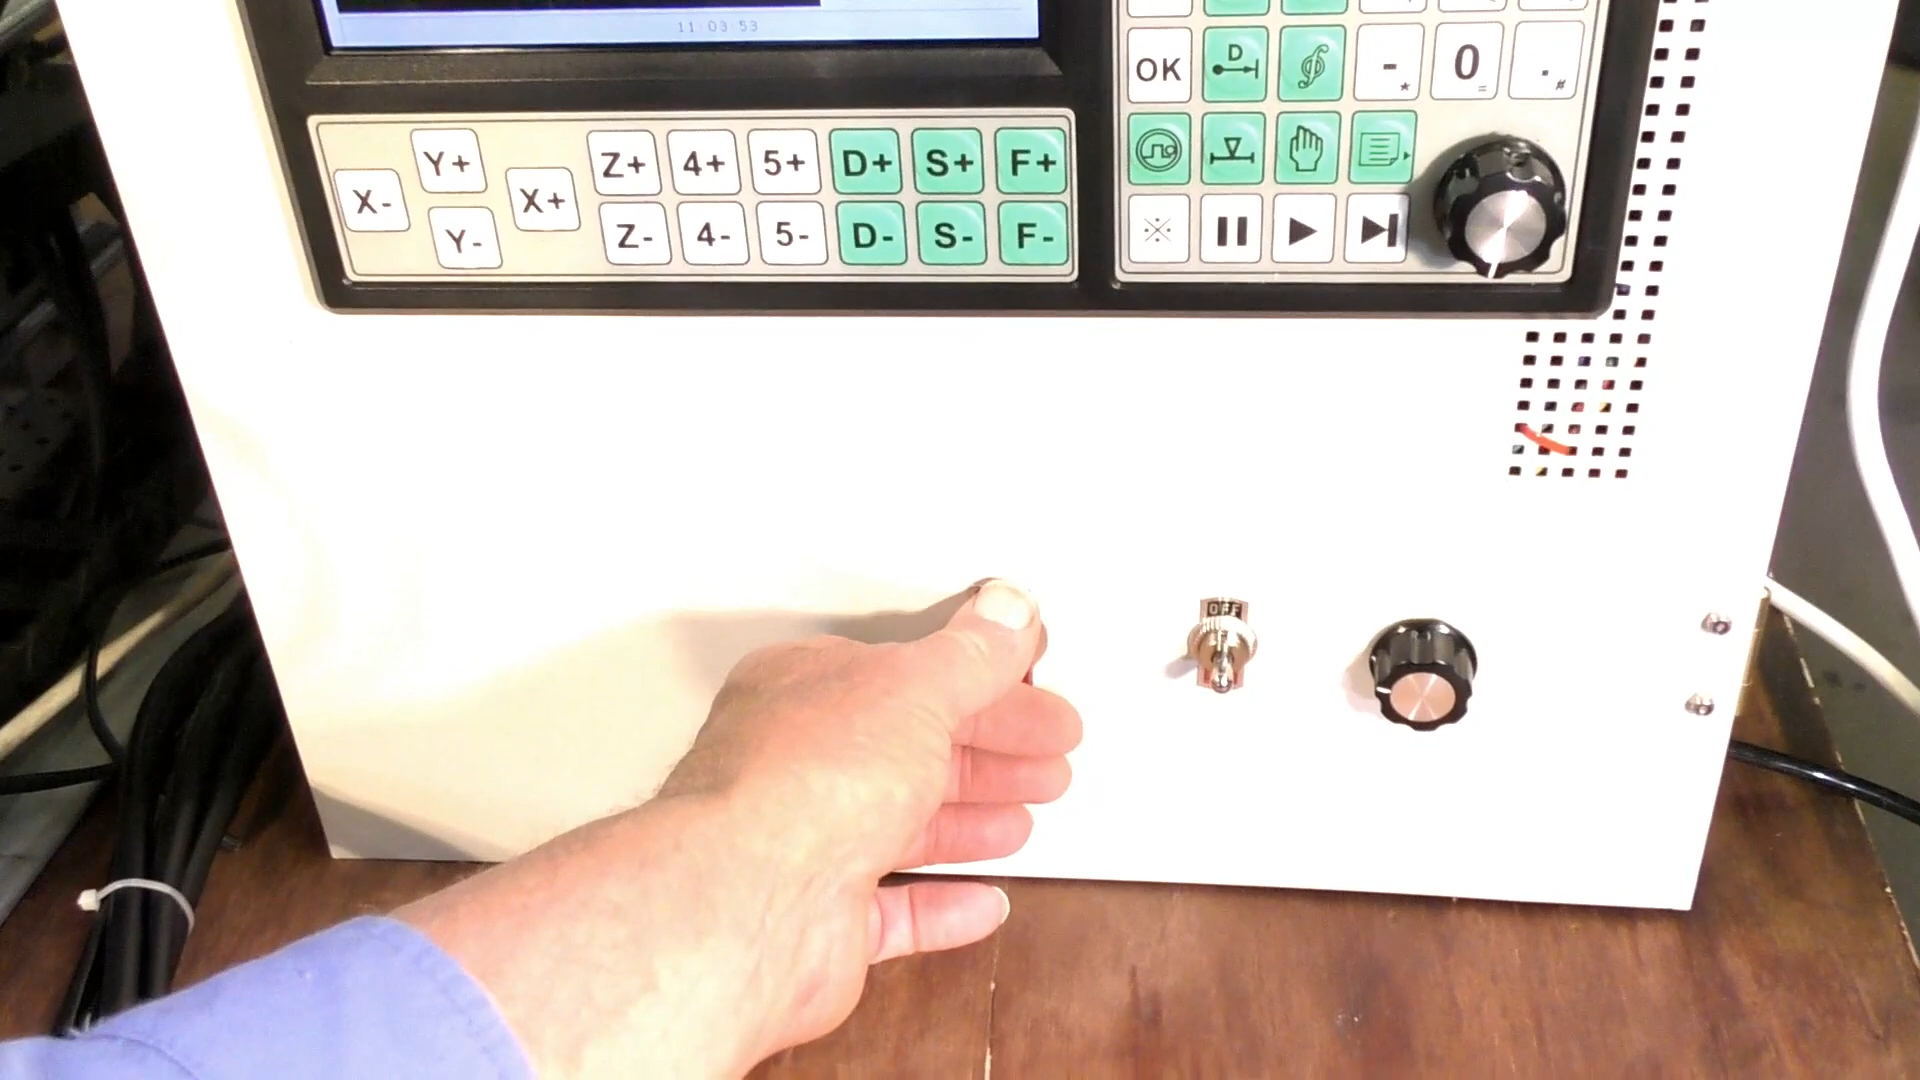 11:03:53
OK D - * 0 = . #
Y+ Z+ 4+ 5+ D+ S+ F+
X- X+
Y- Z- 4- 5- D- S- F-
OFF